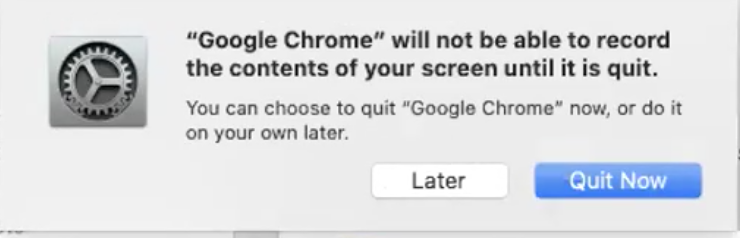 “Google Chrome” will not be able to record
the contents of your screen until it is quit.
You can choose to quit “Google Chrome” now, or do it
on your own later.
Later
Quit Now